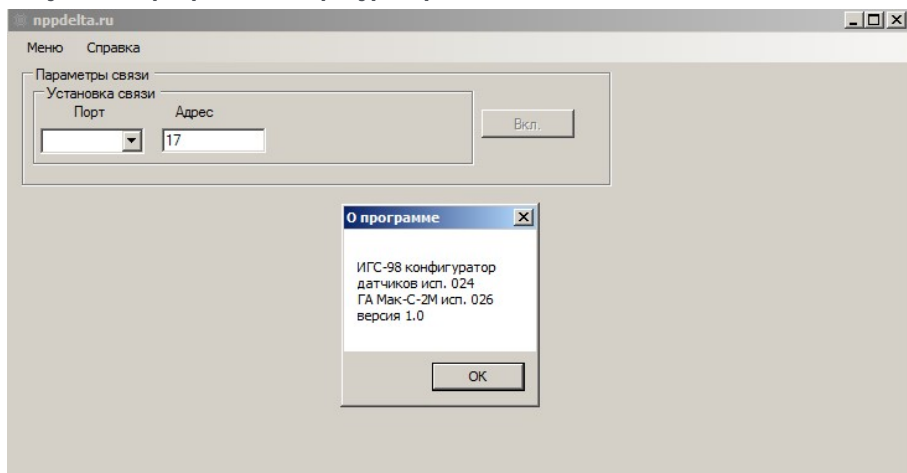 nppdelta.ru
Меню Справка
Параметры связи
Установка связи
Порт Адрес
Вкл.
17
О программе
ИГС-98 конфигуратор
датчиков исп. 024
ГА Мак-С-2М исп. 026
версия 1.0
OK